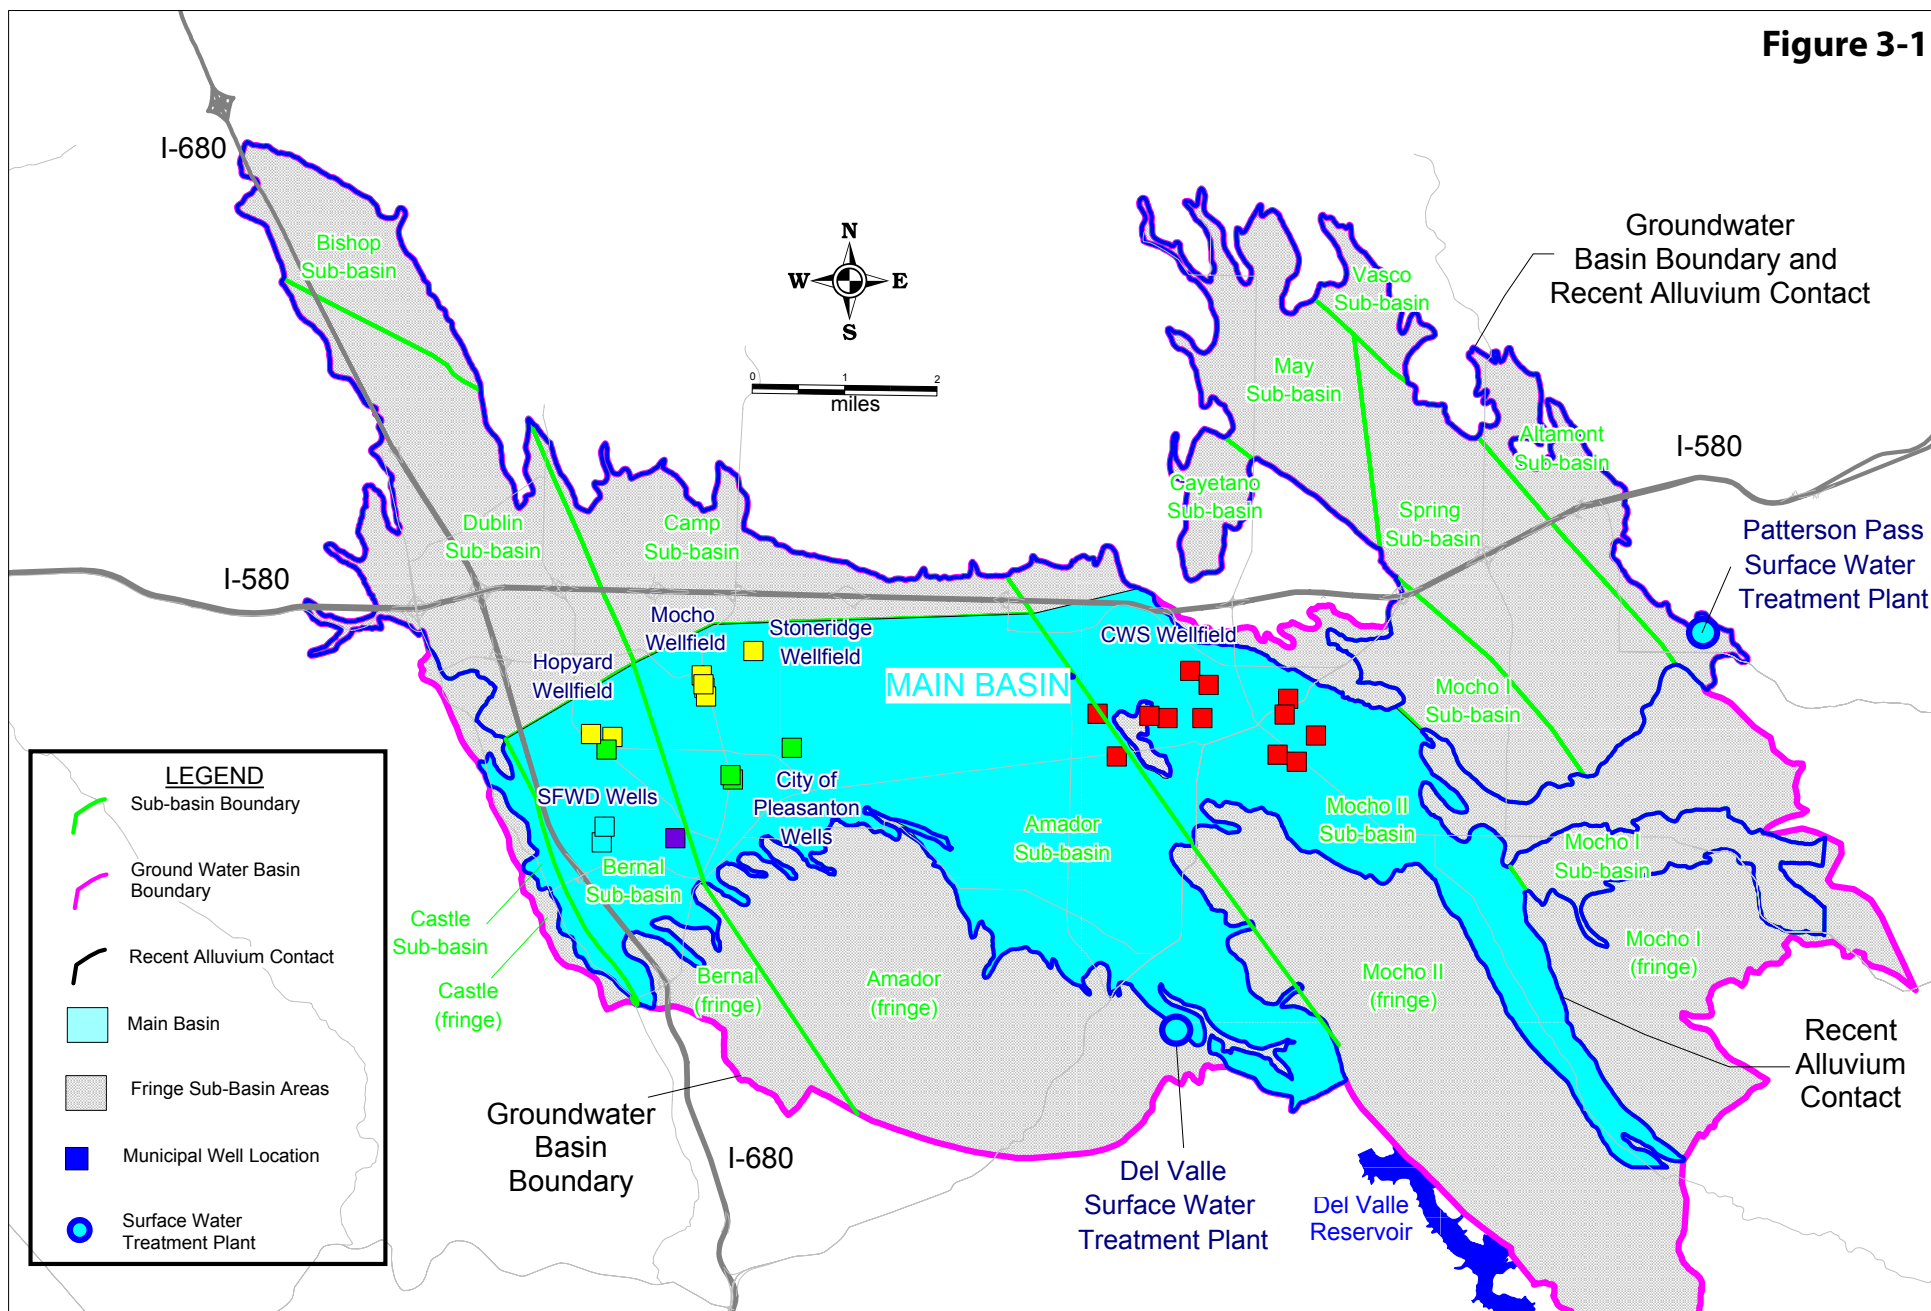 Figure 3-1
I-680
Bishop
Sub-basin
N
W
E
S
0
1
2
miles
Groundwater
Basin Boundary and
Recent Alluvium Contact
Vasco
Sub-basin
May
Sub-basin
Altamont
Sub-basin
I-580
Cayetano
Sub-basin
Spring
Sub-basin
Dublin
Sub-basin
Camp
Sub-basin
Patterson Pass
Surface Water
Treatment Plant
I-580
Mocho
Wellfield
Stoneridge
Wellfield
CWS Wellfield
Hopyard
Wellfield
MAIN BASIN
Mocho I
Sub-basin
City of
Pleasanton
Wells
SFWD Wells
Amador
Sub-basin
Mocho II
Sub-basin
Mocho I
Sub-basin
Bernal
Sub-basin
Castle
Sub-basin
Castle
(fringe)
Bernal
(fringe)
Amador
(fringe)
Mocho II
(fringe)
Mocho I
(fringe)
Recent
Alluvium
Contact
Groundwater
Basin
Boundary
I-680
Del Valle
Surface Water
Treatment Plant
Del Valle
Reservoir
LEGEND
Sub-basin Boundary
Ground Water Basin
Boundary
Recent Alluvium Contact
Main Basin
Fringe Sub-Basin Areas
Municipal Well Location
Surface Water
Treatment Plant